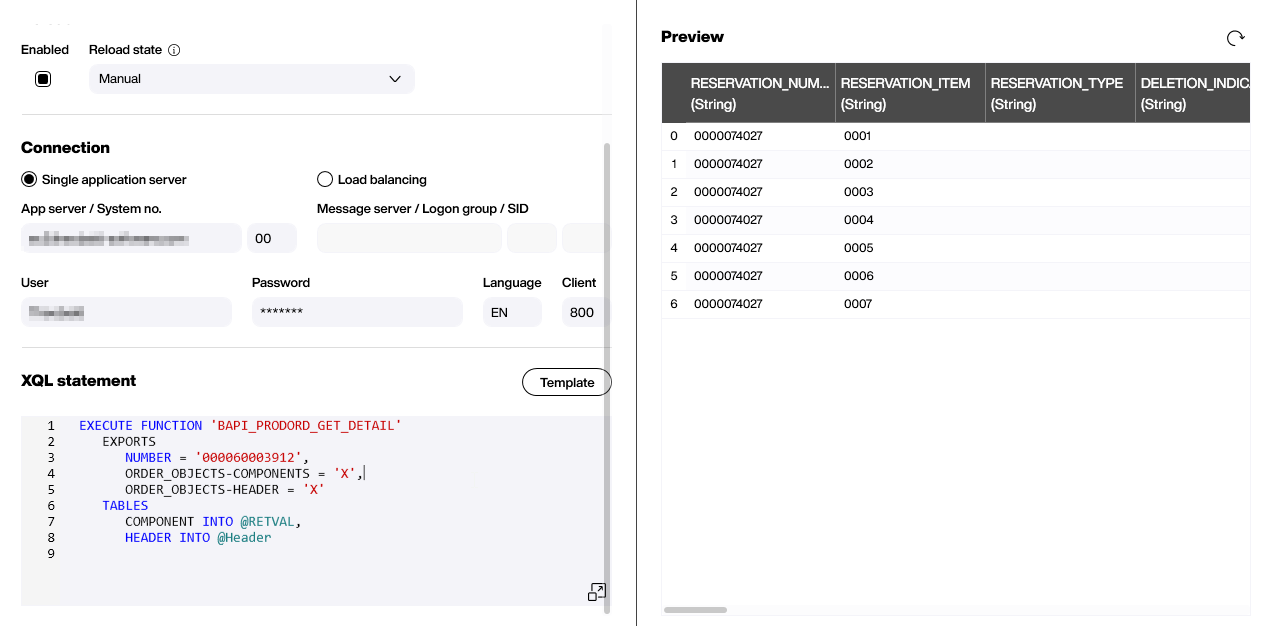 Enabled
Reload state
Manual
Connection
Single application server
Load balancing
App server / System no.
Message server / Logon group / SID
00
User
Password
Language
Client
*******
EN
800
XQL statement
Template
1 EXECUTE FUNCTION 'BAPI_PRODORD_GET_DETAIL'
2 EXPORTS
3 NUMBER = '000060003912',
4 ORDER_OBJECTS-COMPONENTS = 'X',
5 ORDER_OBJECTS-HEADER = 'X'
6 TABLES
7 COMPONENT INTO @RETVAL,
8 HEADER INTO @Header
9
Preview
RESERVATION_NUM... RESERVATION_ITEM RESERVATION_TYPE DELETION_INDIC
(String) (String) (String) (String)
0 0000074027 0001
1 0000074027 0002
2 0000074027 0003
3 0000074027 0004
4 0000074027 0005
5 0000074027 0006
6 0000074027 0007